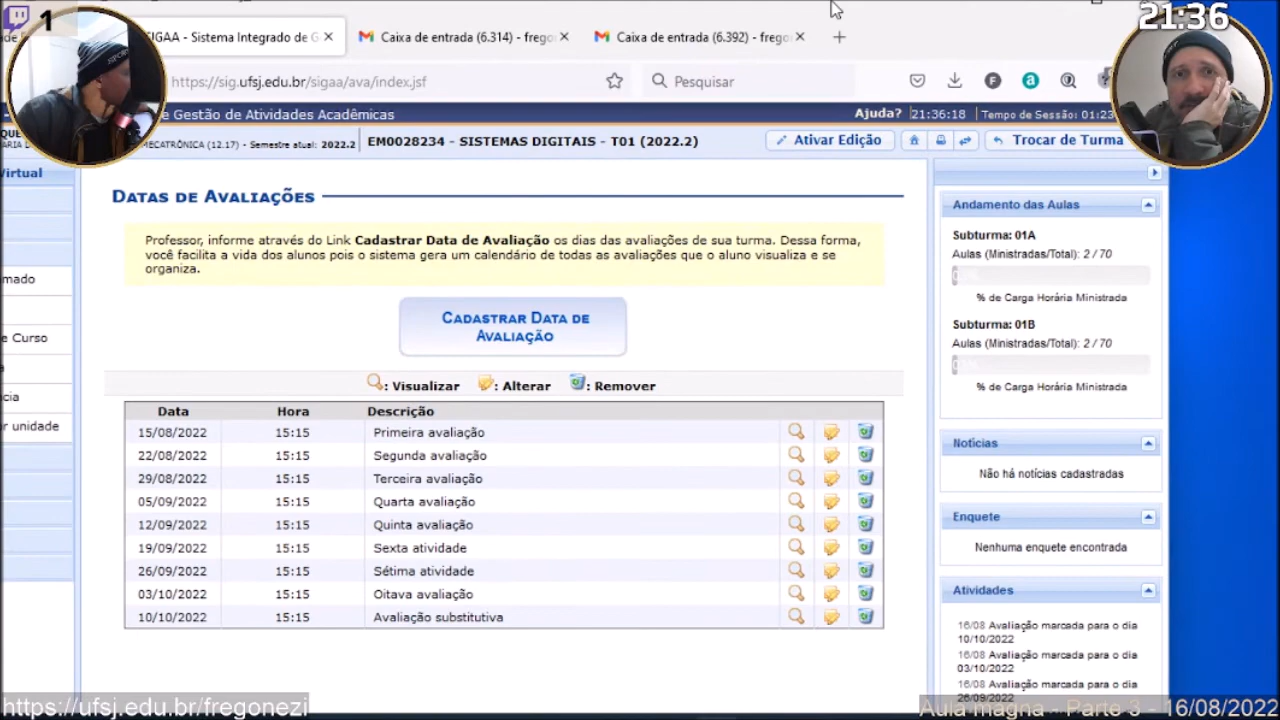 1
21:36
SIGAA - Sistema Integrado de G
Caixa de entrada (6.314) - frego
Caixa de entrada (6.392) - frego
https://sig.ufsj.edu.br/sigaa/ava/index.jsf
Pesquisar
e Gestão de Atividades Acadêmicas
Ajuda?
21:36:18
Tempo de Sessão: 01:23
MECATRÔNICA (12.17) - Semestre atual: 2022.2
EM0028234 - SISTEMAS DIGITAIS - T01 (2022.2)
Ativar Edição
Trocar de Turma
Virtual
mado
e Curso
cia
r unidade
Datas de Avaliações
Professor, informe através do Link Cadastrar Data de Avaliação os dias das avaliações de sua turma. Dessa forma,
você facilita a vida dos alunos pois o sistema gera um calendário de todas as avaliações que o aluno visualiza e se
organiza.
Cadastrar Data de
Avaliação
: Visualizar : Alterar : Remover
Data Hora Descrição
15/08/2022 15:15 Primeira avaliação
22/08/2022 15:15 Segunda avaliação
29/08/2022 15:15 Terceira avaliação
05/09/2022 15:15 Quarta avaliação
12/09/2022 15:15 Quinta avaliação
19/09/2022 15:15 Sexta atividade
26/09/2022 15:15 Sétima atividade
03/10/2022 15:15 Oitava avaliação
10/10/2022 15:15 Avaliação substitutiva
Andamento das Aulas
Subturma: 01A
Aulas (Ministradas/Total): 2 / 70
% de Carga Horária Ministrada
Subturma: 01B
Aulas (Ministradas/Total): 2 / 70
% de Carga Horária Ministrada
Notícias
Não há notícias cadastradas
Enquete
Nenhuma enquete encontrada
Atividades
16/08 Avaliação marcada para o dia
10/10/2022
16/08 Avaliação marcada para o dia
03/10/2022
16/08 Avaliação marcada para o dia
26/09/2022
https://ufsj.edu.br/fregonezi
Aula magna - Parte 3 - 16/08/2022